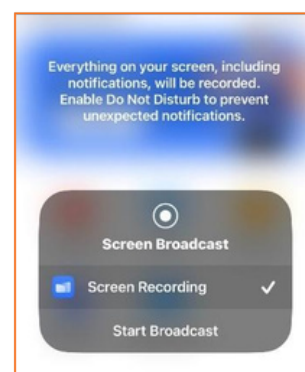 Everything on your screen, including
notifications, will be recorded.
Enable Do Not Disturb to prevent
unexpected notifications.
Screen Broadcast
Screen Recording
Start Broadcast